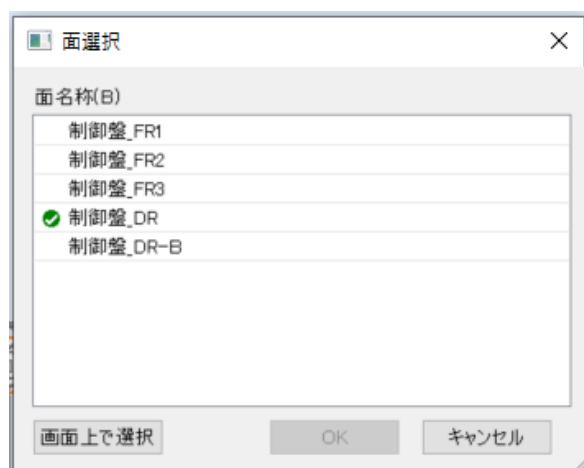 面選択
面名称(B)
制御盤_FR1
制御盤_FR2
制御盤_FR3
制御盤_DR
制御盤_DR-B
画面上で選択
OK
キャンセル